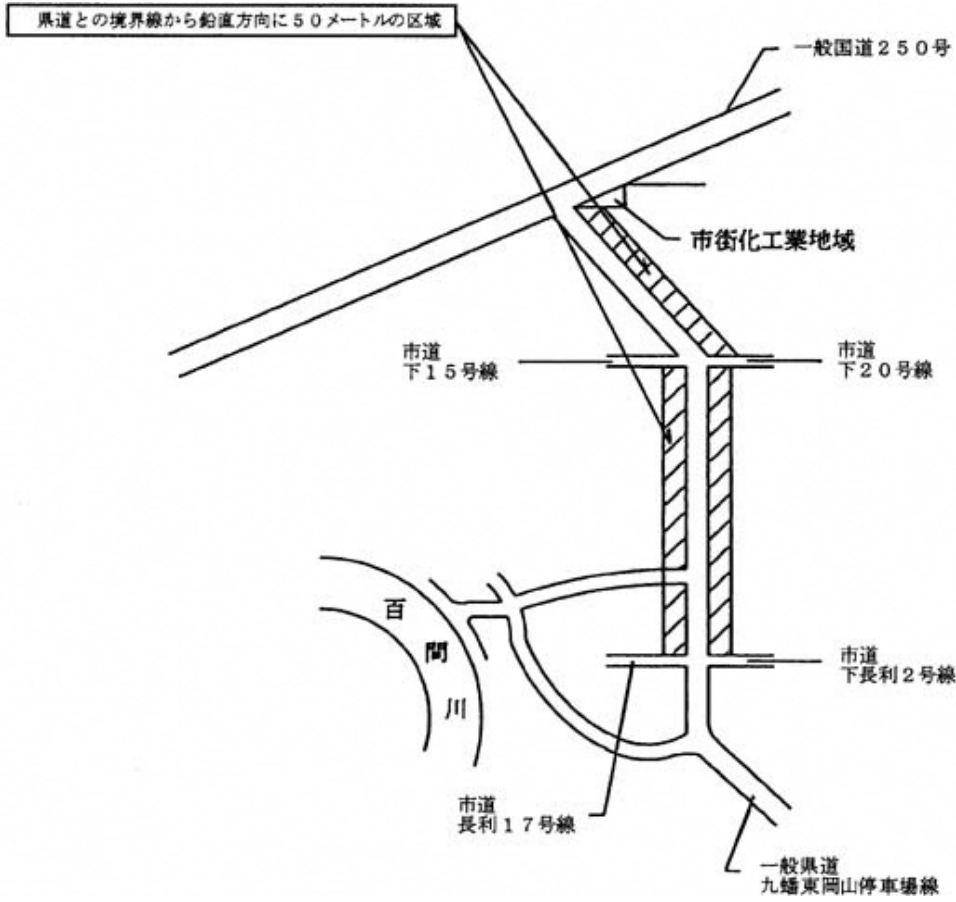 県道との境界線から鉛直方向に50メートルの区域
一般国道250号
市街化工業地域
市道
下15号線
市道
下20号線
百
間
川
市道
下長利2号線
市道
長利17号線
一般県道
九蟠東岡山停車場線